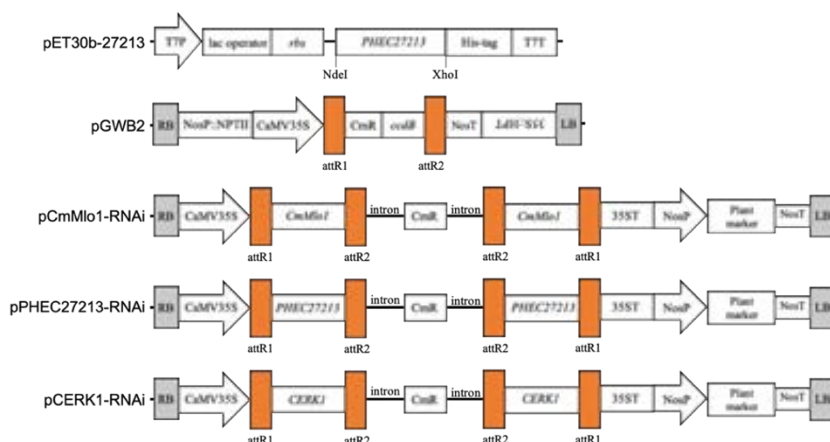 pET30b-27213 T7P lac operator rbs PHEC27213 His-tag T7T
NdeI XhoI
pGWB2 RB NosP::NPTII CaMV35S CmR ccdB NosT LB
attR1 attR2
pCmMlo1-RNAi RB CaMV35S CmMlo1 intron CmR intron CmMlo1 35ST NosP Plant marker NosT LB
attR1 attR2 attR2 attR1
pPHEC27213-RNAi RB CaMV35S PHEC27213 intron CmR intron PHEC27213 35ST NosP Plant marker NosT LB
attR1 attR2 attR2 attR1
pCERK1-RNAi RB CaMV35S CERK1 intron CmR intron CERK1 35ST NosP Plant marker NosT LB
attR1 attR2 attR2 attR1